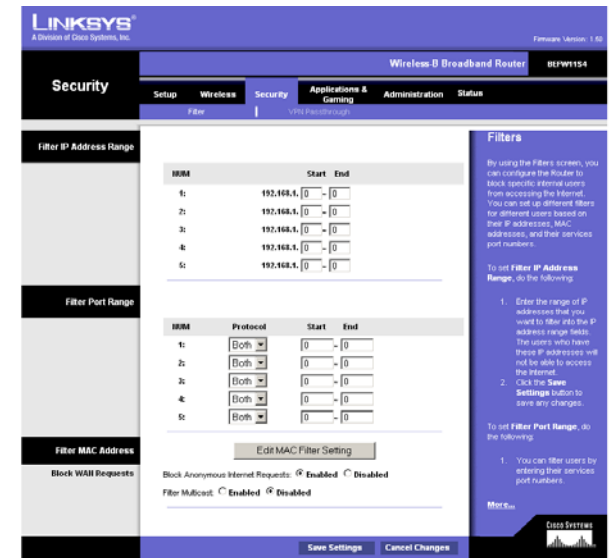 LINKSYS®
A Division of Cisco Systems, Inc.
Firmware Version: 1.50
Wireless-B Broadband Router
BEFW11S4
Security
Setup Wireless Security Applications & Gaming Administration Status
Filter | VPN Passthrough
Filter IP Address Range
NUM Start End
1: 192.168.1. 0 - 0
2: 192.168.1. 0 - 0
3: 192.168.1. 0 - 0
4: 192.168.1. 0 - 0
5: 192.168.1. 0 - 0
Filter Port Range
NUM Protocol Start End
1: Both 0 - 0
2: Both 0 - 0
3: Both 0 - 0
4: Both 0 - 0
5: Both 0 - 0
Filter MAC Address
Edit MAC Filter Setting
Block WAN Requests
Block Anonymous Internet Requests: Enabled Disabled
Filter Multicast: Enabled Disabled
Save Settings Cancel Changes
Filters
By using the Filters screen, you
can configure the Router to
block specific internal users
from accessing the Internet.
You can set up different filters
for different users based on
their IP addresses, MAC
addresses, and their services
port numbers.
To set Filter IP Address
Range, do the following:
1. Enter the range of IP
addresses that you
want to filter into the IP
address range fields.
The users who have
these IP addresses will
not be able to access
the Internet.
2. Click the Save
Settings button to
save any changes.
To set Filter Port Range, do
the following:
1. You can filter users by
entering their services
port numbers.
More...
CISCO SYSTEMS